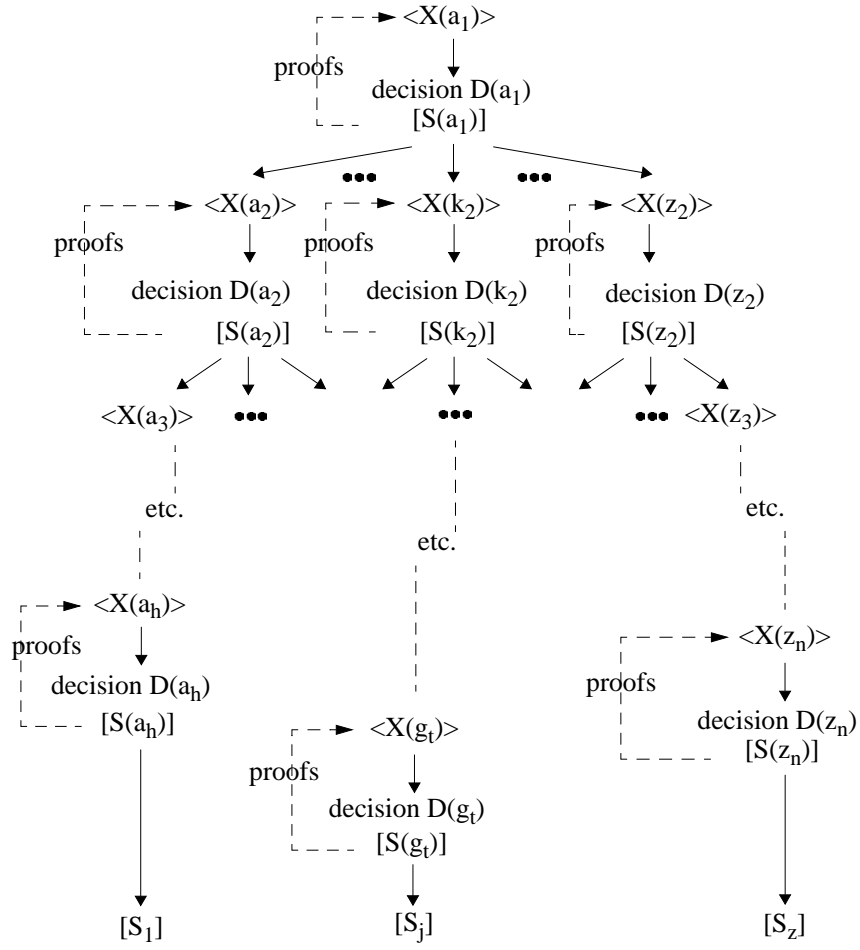 <X(a₁)>
proofs
decision D(a₁)
[S(a₁)]
<X(a₂)> <X(k₂)> <X(z₂)>
proofs proofs proofs
decision D(a₂) decision D(k₂) decision D(z₂)
[S(a₂)] [S(k₂)] [S(z₂)]
<X(a₃)> <X(z₃)>
etc. etc.
etc.
<X(aₕ)>
<X(zₙ)>
proofs
proofs
decision D(aₕ)
[S(aₕ)]
decision D(zₙ)
<X(gₜ)>
[S(zₙ)]
proofs
decision D(gₜ)
[S(gₜ)]
[S₁] [Sⱼ] [S_z]